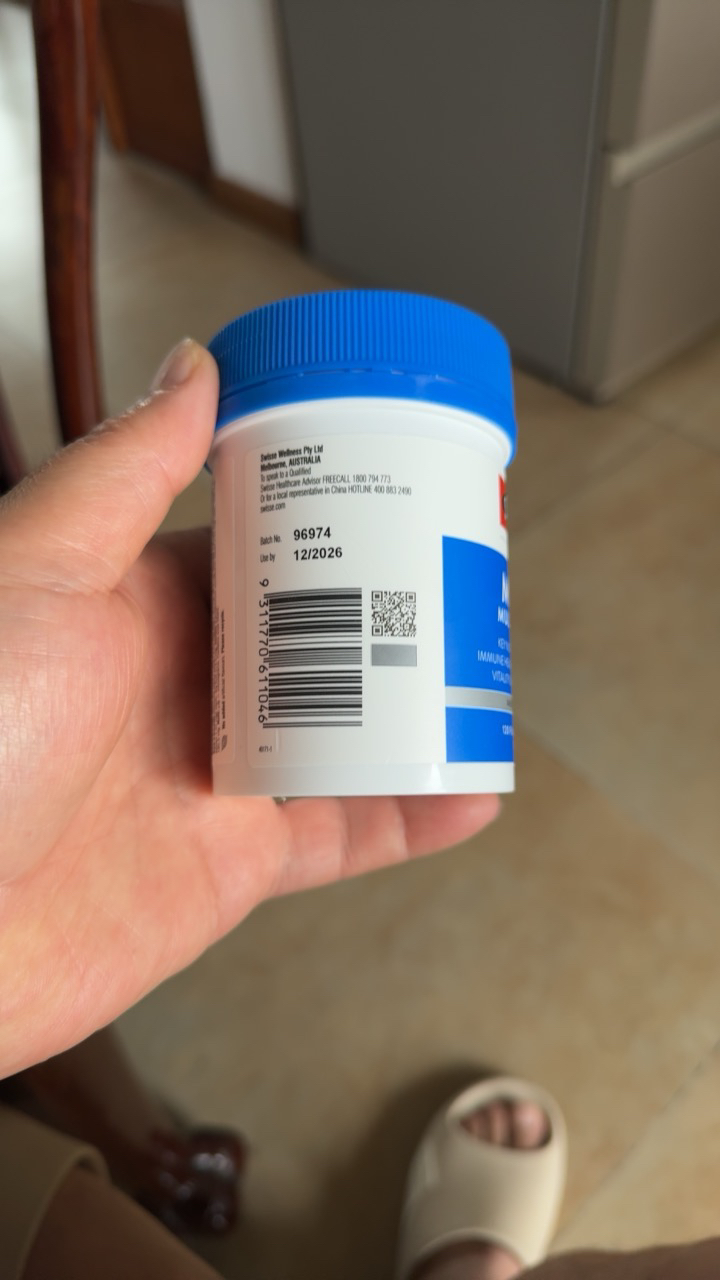 Swisse Wellness Pty Ltd
Melbourne, AUSTRALIA
To speak to a Qualified
Swisse Healthcare Advisor FREECALL 1800 794 773
Or for a local representative in China HOTLINE 400 883 2490
swisse.com
Batch No. 96974
Use by 12/2026
9 311770 611046
IMMUNE